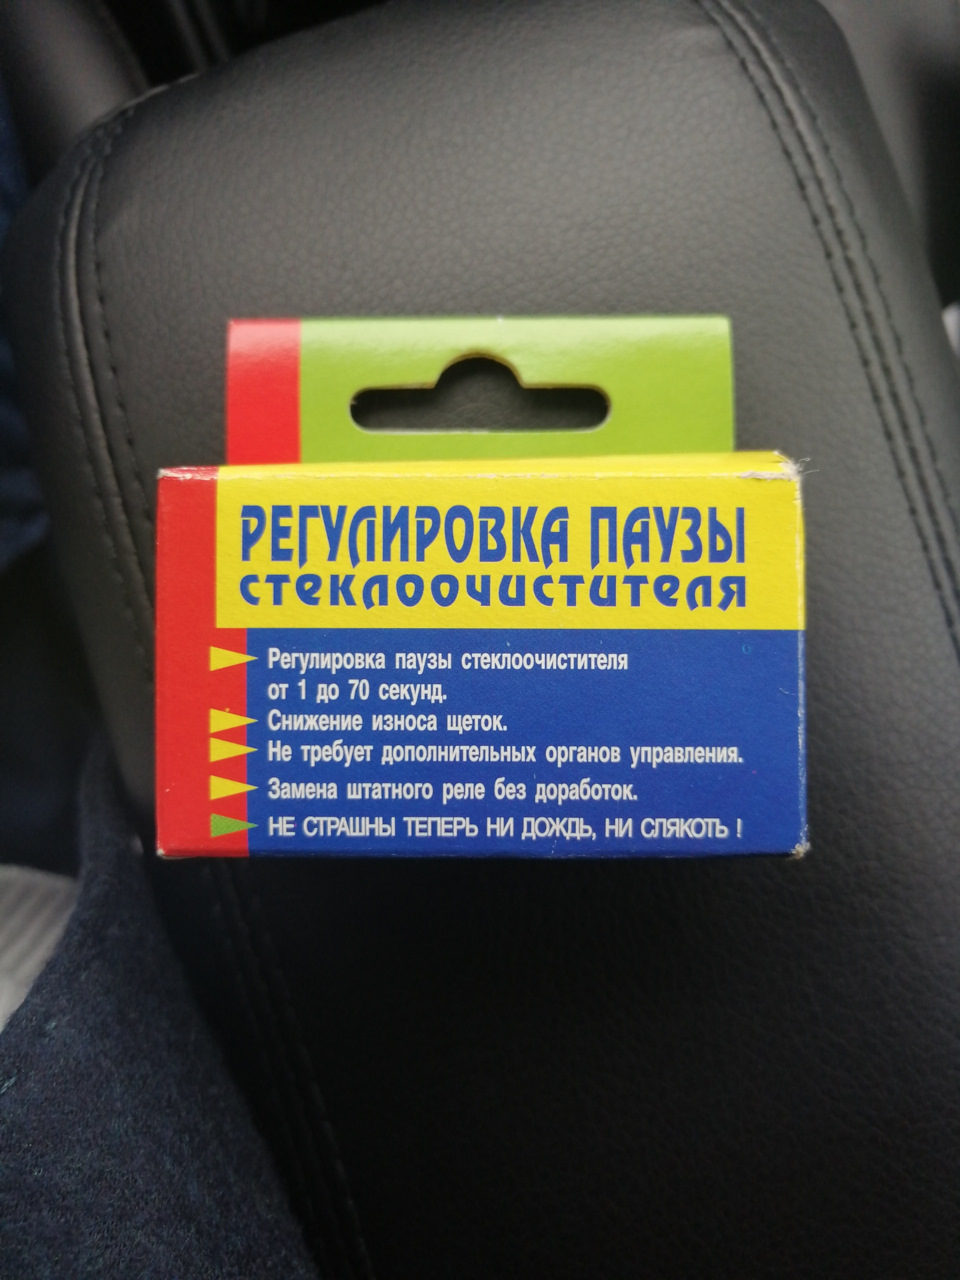 РЕГУЛИРОВКА ПАУЗЫ
СТЕКЛООЧИСТИТЕЛЯ
Регулировка паузы стеклоочистителя
от 1 до 70 секунд.
Снижение износа щеток.
Не требует дополнительных органов управления.
Замена штатного реле без доработок.
НЕ СТРАШНЫ ТЕПЕРЬ НИ ДОЖДЬ, НИ СЛЯКОТЬ !